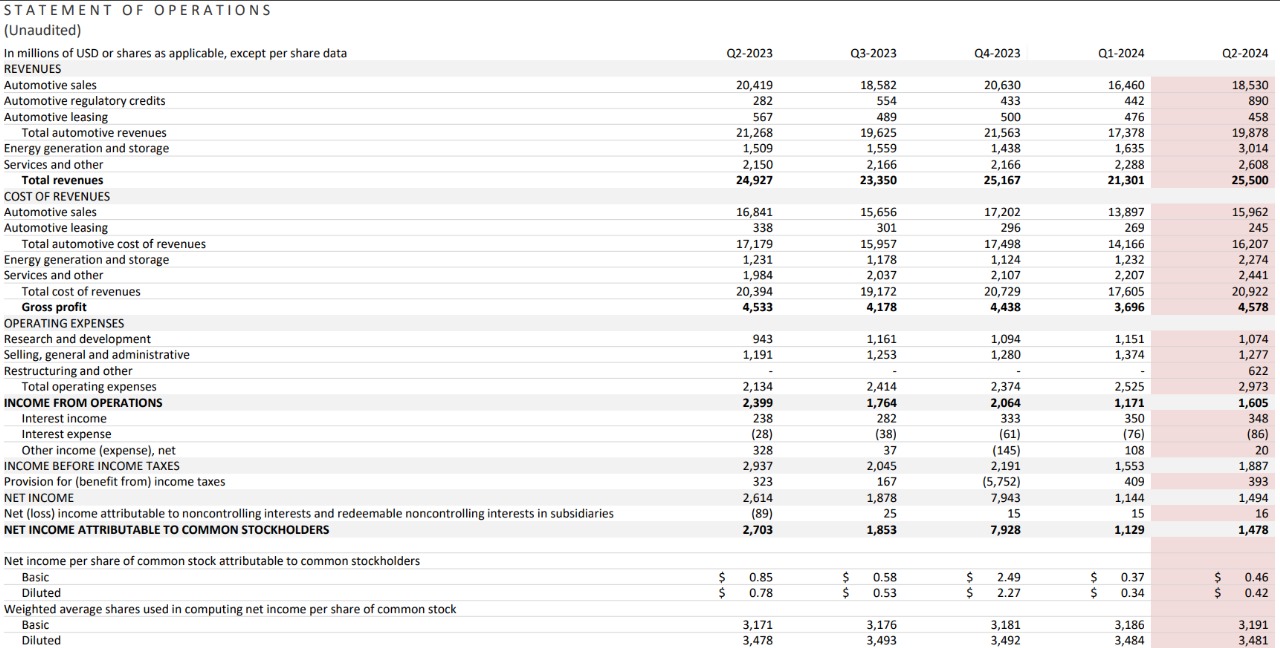 STATEMENT OF OPERATIONS
(Unaudited)
In millions of USD or shares as applicable, except per share data Q2-2023 Q3-2023 Q4-2023 Q1-2024 Q2-2024
REVENUES
Automotive sales 20,419 18,582 20,630 16,460 18,530
Automotive regulatory credits 282 554 433 442 890
Automotive leasing 567 489 500 476 458
Total automotive revenues 21,268 19,625 21,563 17,378 19,878
Energy generation and storage 1,509 1,559 1,438 1,635 3,014
Services and other 2,150 2,166 2,166 2,288 2,608
Total revenues 24,927 23,350 25,167 21,301 25,500
COST OF REVENUES
Automotive sales 16,841 15,656 17,202 13,897 15,962
Automotive leasing 338 301 296 269 245
Total automotive cost of revenues 17,179 15,957 17,498 14,166 16,207
Energy generation and storage 1,231 1,178 1,124 1,232 2,274
Services and other 1,984 2,037 2,107 2,207 2,441
Total cost of revenues 20,394 19,172 20,729 17,605 20,922
Gross profit 4,533 4,178 4,438 3,696 4,578
OPERATING EXPENSES
Research and development 943 1,161 1,094 1,151 1,074
Selling, general and administrative 1,191 1,253 1,280 1,374 1,277
Restructuring and other - - - - 622
Total operating expenses 2,134 2,414 2,374 2,525 2,973
INCOME FROM OPERATIONS 2,399 1,764 2,064 1,171 1,605
Interest income 238 282 333 350 348
Interest expense (28) (38) (61) (76) (86)
Other income (expense), net 328 37 (145) 108 20
INCOME BEFORE INCOME TAXES 2,937 2,045 2,191 1,553 1,887
Provision for (benefit from) income taxes 323 167 (5,752) 409 393
NET INCOME 2,614 1,878 7,943 1,144 1,494
Net (loss) income attributable to noncontrolling interests and redeemable noncontrolling interests in subsidiaries (89) 25 15 15 16
NET INCOME ATTRIBUTABLE TO COMMON STOCKHOLDERS 2,703 1,853 7,928 1,129 1,478
Net income per share of common stock attributable to common stockholders
Basic $ 0.85 $ 0.58 $ 2.49 $ 0.37 $ 0.46
Diluted $ 0.78 $ 0.53 $ 2.27 $ 0.34 $ 0.42
Weighted average shares used in computing net income per share of common stock
Basic 3,171 3,176 3,181 3,186 3,191
Diluted 3,478 3,493 3,492 3,484 3,481